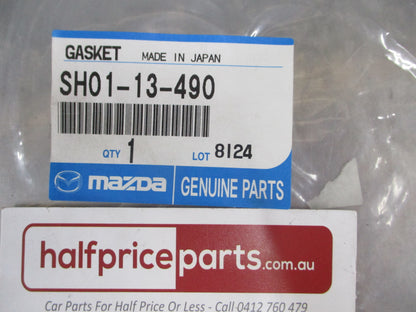 GASKET MADE IN JAPAN
SH01-13-490
QTY 1 LOT 8124
mazda GENUINE PARTS
halfpriceparts.com.au
Car Parts For Half Price Or Less - Call 0412 760 479